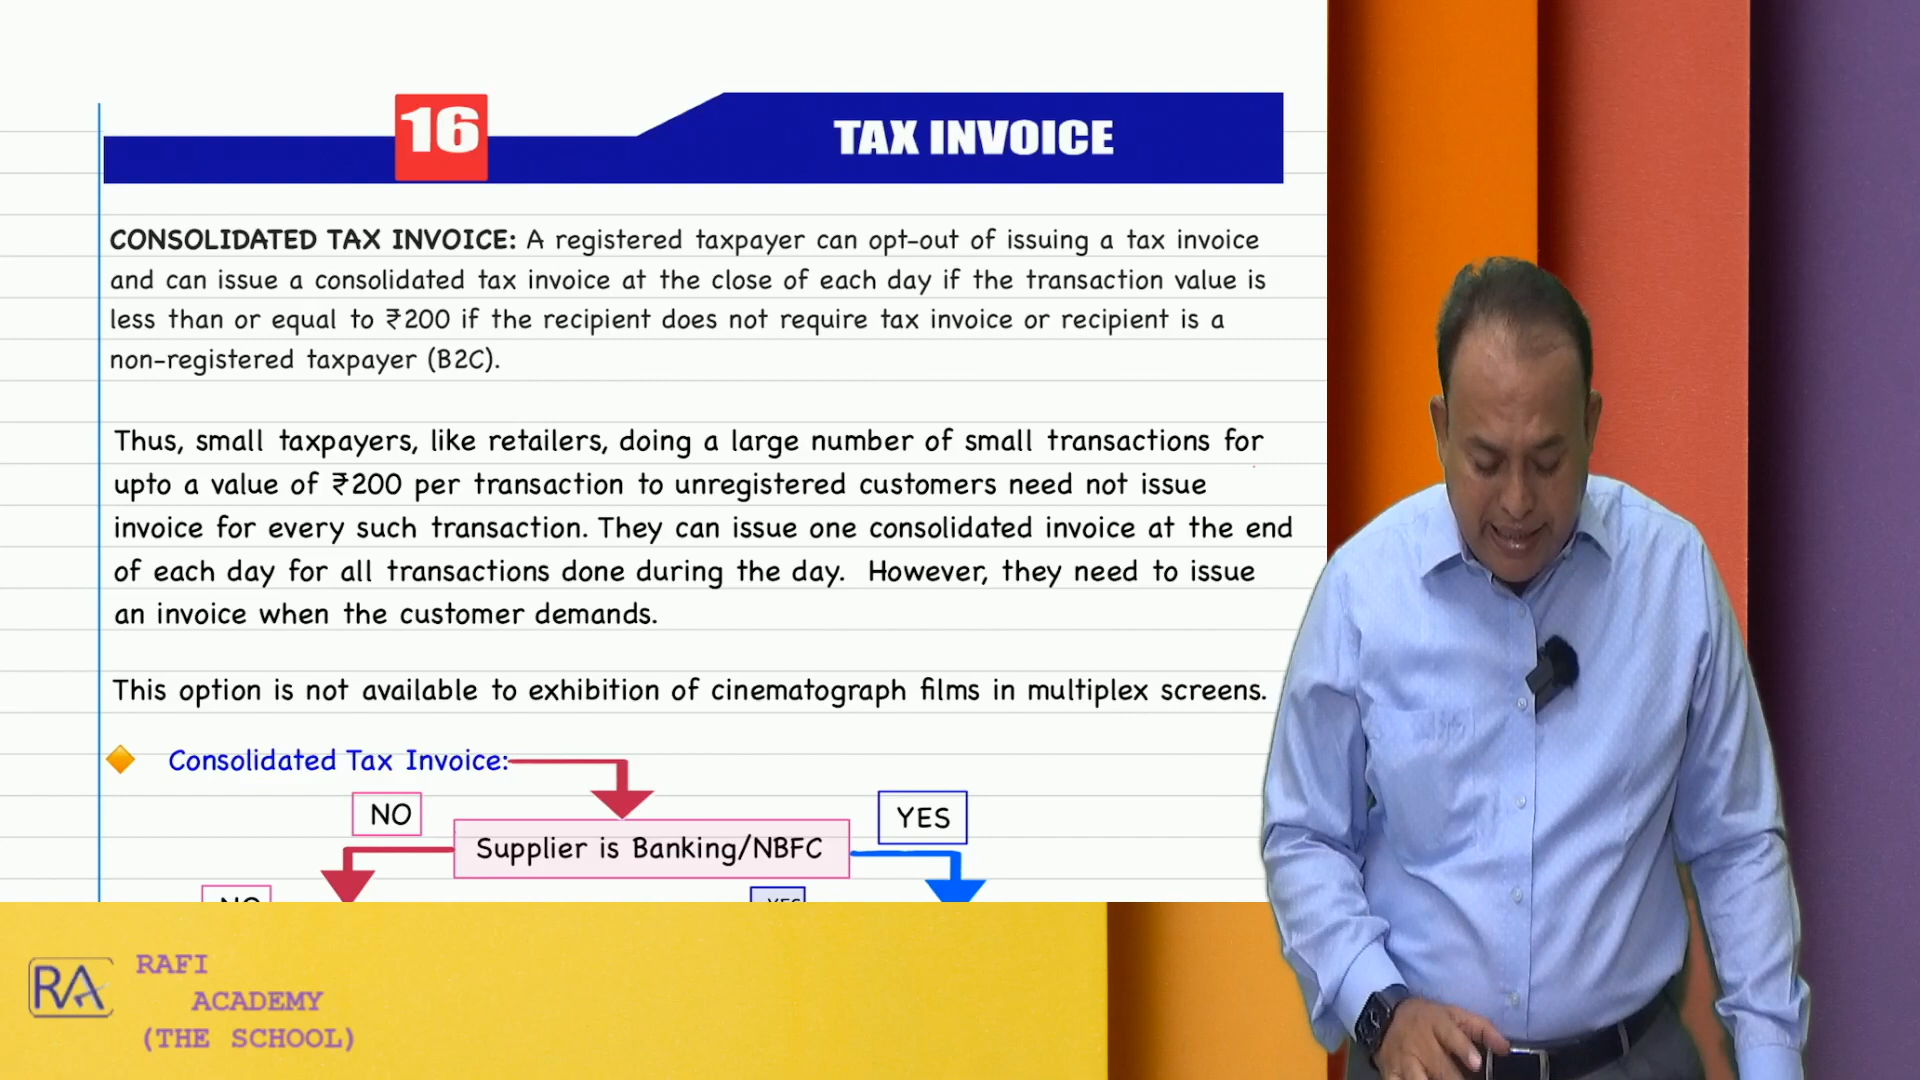 16
TAX INVOICE
CONSOLIDATED TAX INVOICE: A registered taxpayer can opt-out of issuing a tax invoice
and can issue a consolidated tax invoice at the close of each day if the transaction value is
less than or equal to ₹200 if the recipient does not require tax invoice or recipient is a
non-registered taxpayer (B2C).
Thus, small taxpayers, like retailers, doing a large number of small transactions for
upto a value of ₹200 per transaction to unregistered customers need not issue
invoice for every such transaction. They can issue one consolidated invoice at the end
of each day for all transactions done during the day. However, they need to issue
an invoice when the customer demands.
This option is not available to exhibition of cinematograph films in multiplex screens.
Consolidated Tax Invoice:
NO
YES
Supplier is Banking/NBFC
NO
YES
RA
RAFI
ACADEMY
(THE SCHOOL)